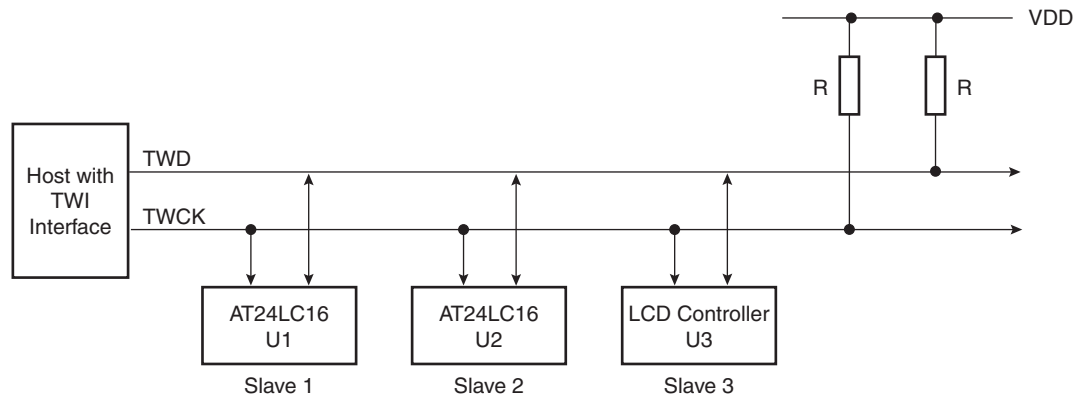 VDD
R
R
Host with
TWI
Interface
TWD
TWCK
AT24LC16
U1
AT24LC16
U2
LCD Controller
U3
Slave 1
Slave 2
Slave 3